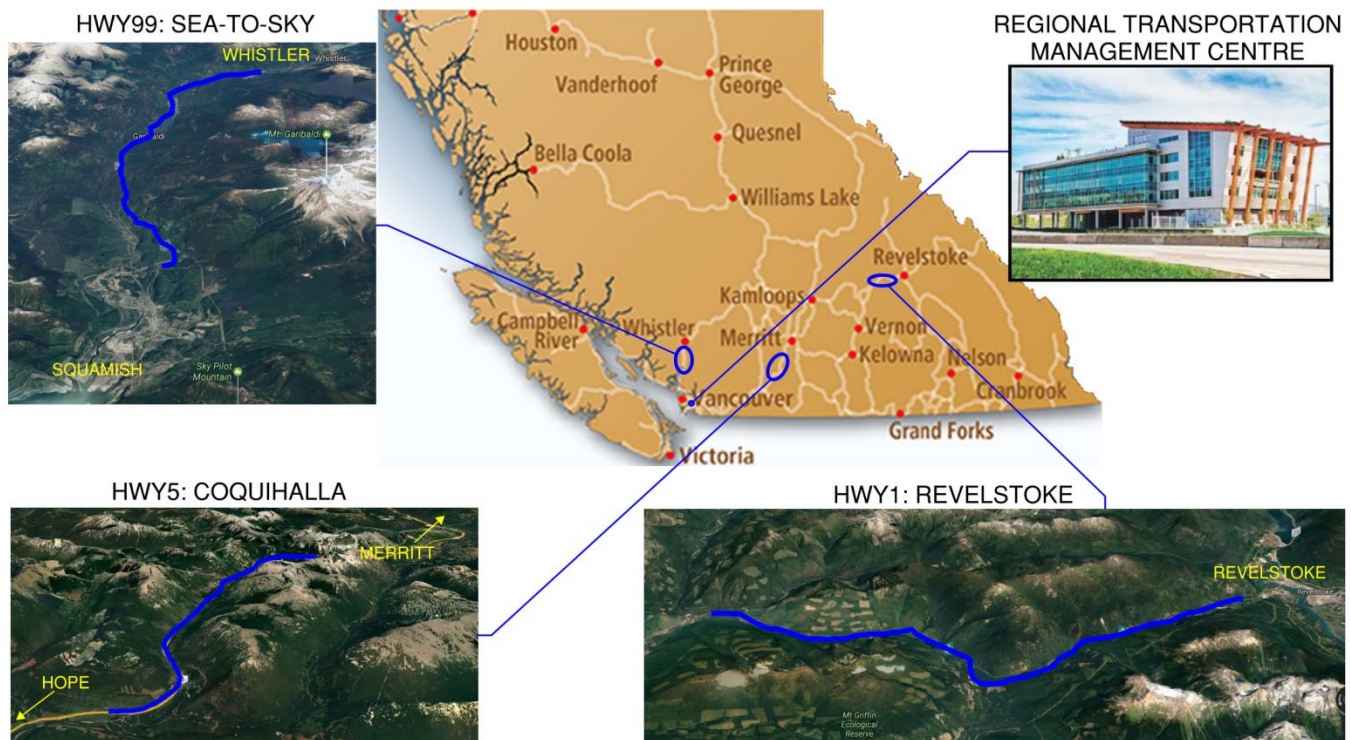 HWY99: SEA-TO-SKY
WHISTLER
Whistler
Garibaldi
Mt. Garibaldi
SQUAMISH
Sky Pilot
Mountain
Houston
Vanderhoof
Prince
George
Quesnel
Bella Coola
Williams Lake
Revelstoke
Kamloops
Campbell
River
Whistler
Merritt
Vernon
Kelowna
Nelson
Cranbrook
Vancouver
Grand Forks
Victoria
REGIONAL TRANSPORTATION
MANAGEMENT CENTRE
HWY5: COQUIHALLA
MERRITT
HOPE
HWY1: REVELSTOKE
REVELSTOKE
Revelstoke
Mt Griffin
Ecological
Reserve